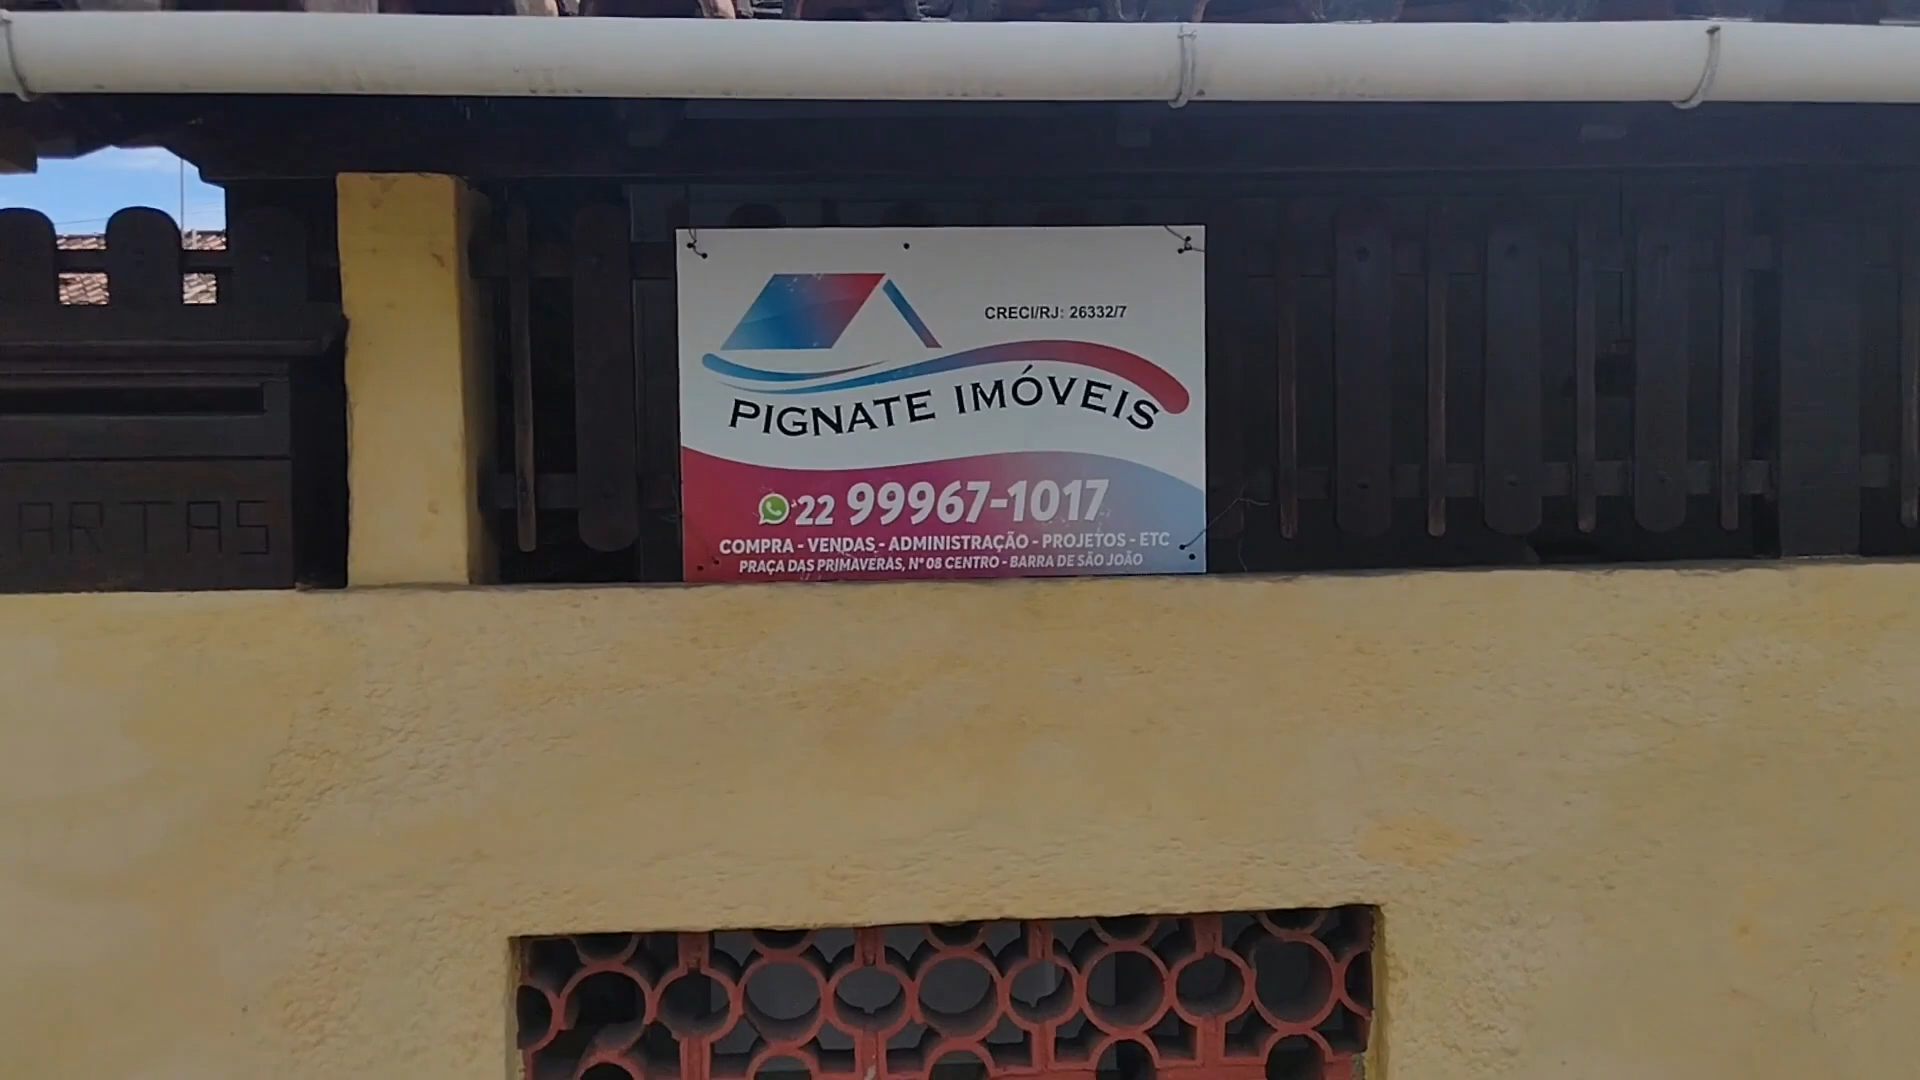 CRECI/RJ: 26332/7
PIGNATE IMÓVEIS
22 99967-1017
COMPRA - VENDAS - ADMINISTRAÇÃO - PROJETOS - ETC
PRAÇA DAS PRIMAVERAS, Nº 08 CENTRO - BARRA DE SÃO JOÃO
ARTAS